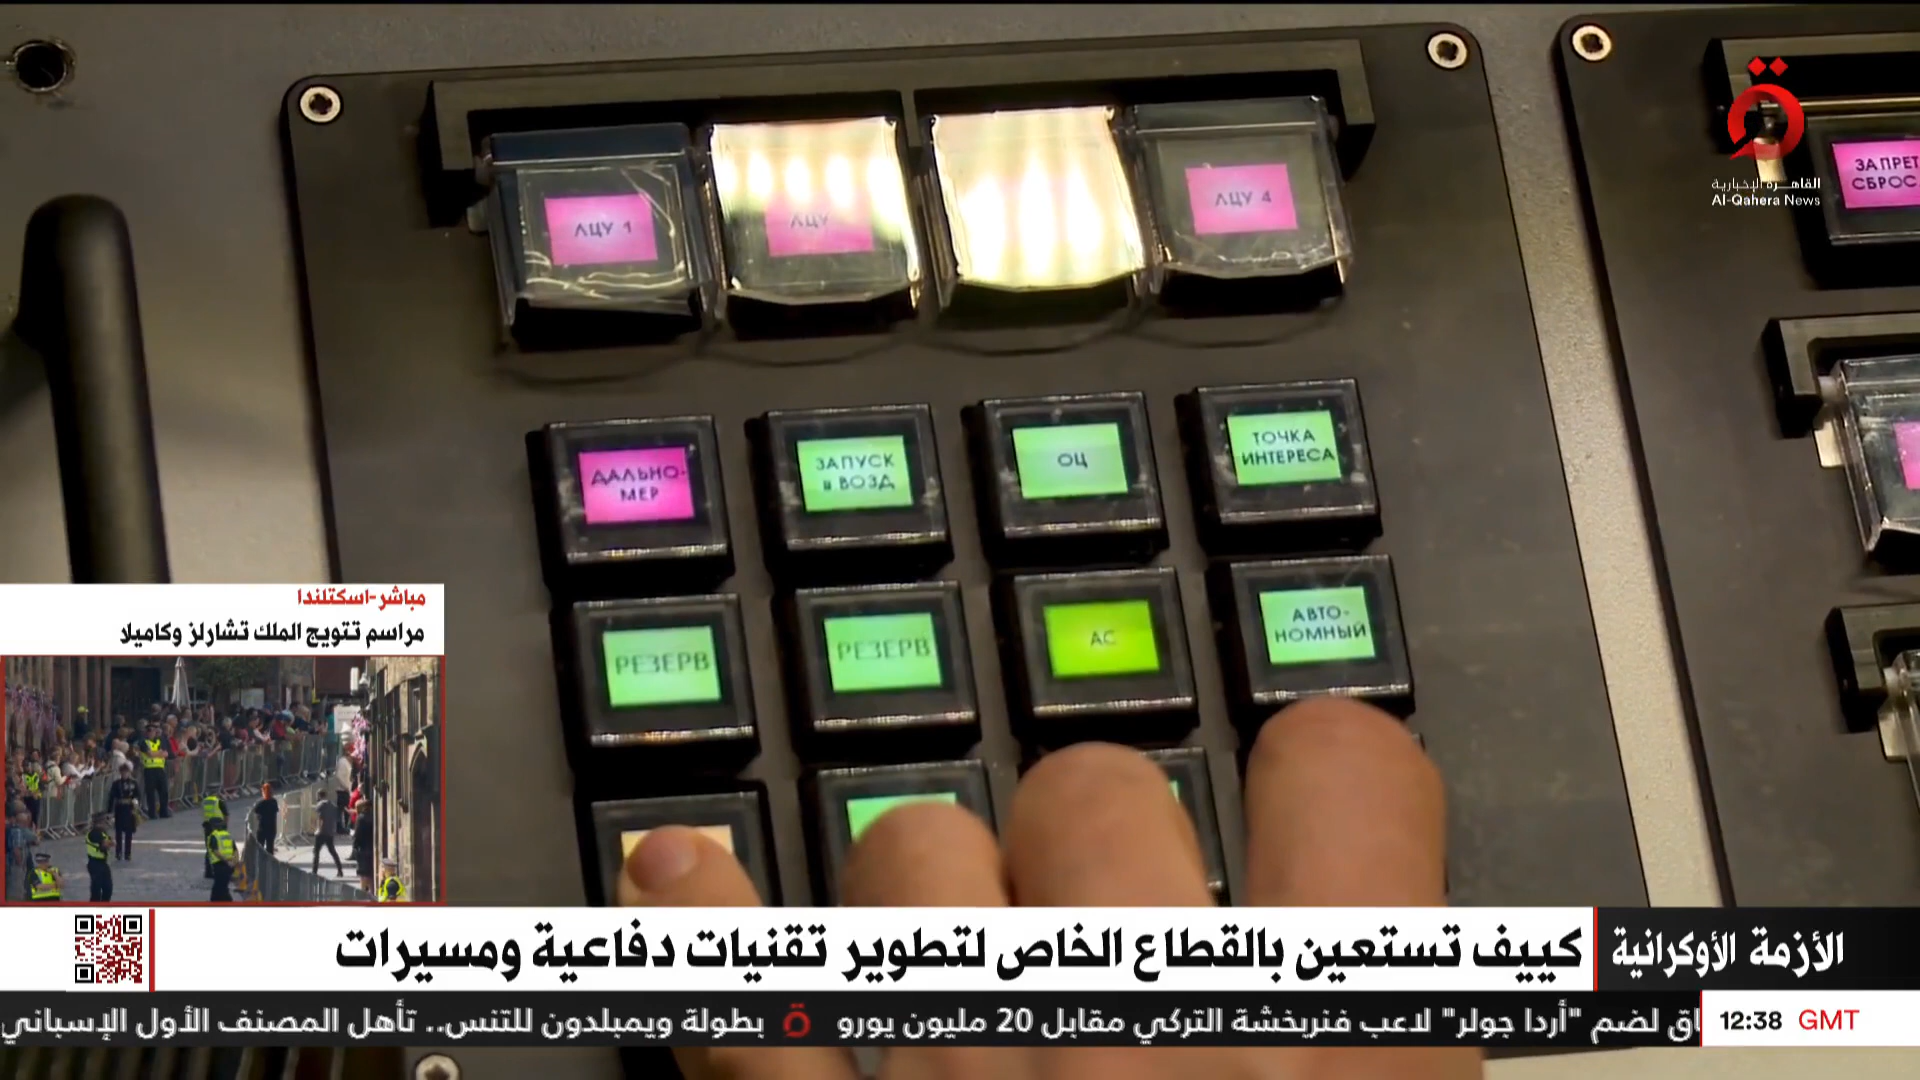 القاهرة الإخبارية
Al-Qahera News
ЗАПРЕТ
СБРОС
ЛЦУ 1
ЛЦУ
ЛЦУ 4
ДАЛЬНО-
МЕР
ЗАПУСК
в ВОЗД
ОЦ
ТОЧКА
ИНТЕРЕСА
РЕЗЕРВ
РЕЗЕРВ
АС
АВТО-
НОМНЫЙ
مباشر-اسكتلندا
مراسم تتويج الملك تشارلز وكاميلا
الأزمة الأوكرانية
كييف تستعين بالقطاع الخاص لتطوير تقنيات دفاعية ومسيرات
لضم "أردا جولر" لاعب فنربخشة التركي مقابل 20 مليون يورو
بطولة ويمبلدون للتنس.. تأهل المصنف الأول الإسباني
12:38 GMT